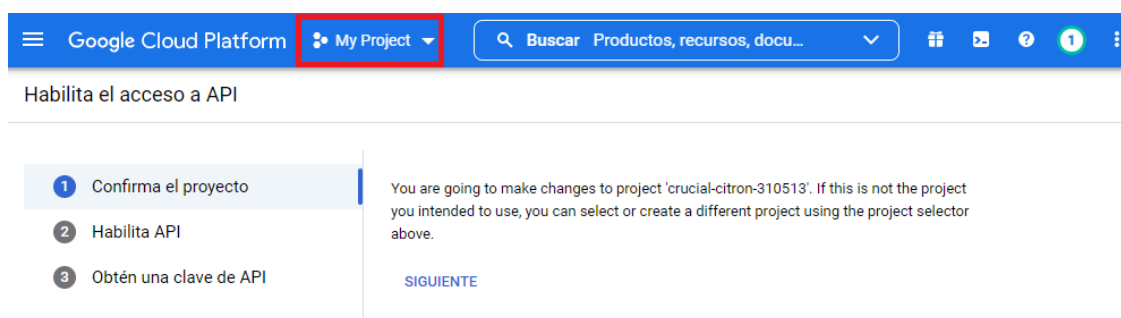 Google Cloud Platform My Project Buscar Productos, recursos, docu... 1
Habilita el acceso a API
1 Confirma el proyecto
You are going to make changes to project 'crucial-citron-310513'. If this is not the project
you intended to use, you can select or create a different project using the project selector
above.
2 Habilita API
3 Obtén una clave de API
SIGUIENTE